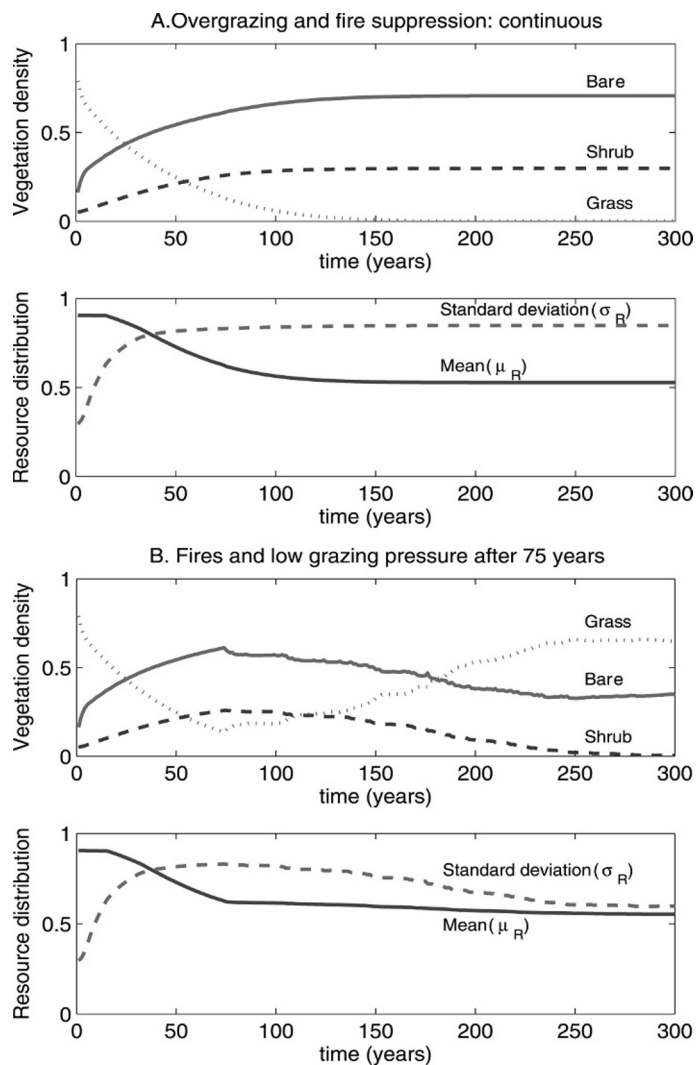 A.Overgrazing and fire suppression: continuous
Vegetation density
1
0.5
0
Bare
Shrub
Grass
0 50 100 150 200 250 300
time (years)
Resource distribution
1
0.5
0
Standard deviation(σ_R)
Mean(μ_R)
0 50 100 150 200 250 300
time (years)
B. Fires and low grazing pressure after 75 years
Vegetation density
1
0.5
0
Grass
Bare
Shrub
0 50 100 150 200 250 300
time (years)
Resource distribution
1
0.5
0
Standard deviation(σ_R)
Mean(μ_R)
0 50 100 150 200 250 300
time (years)